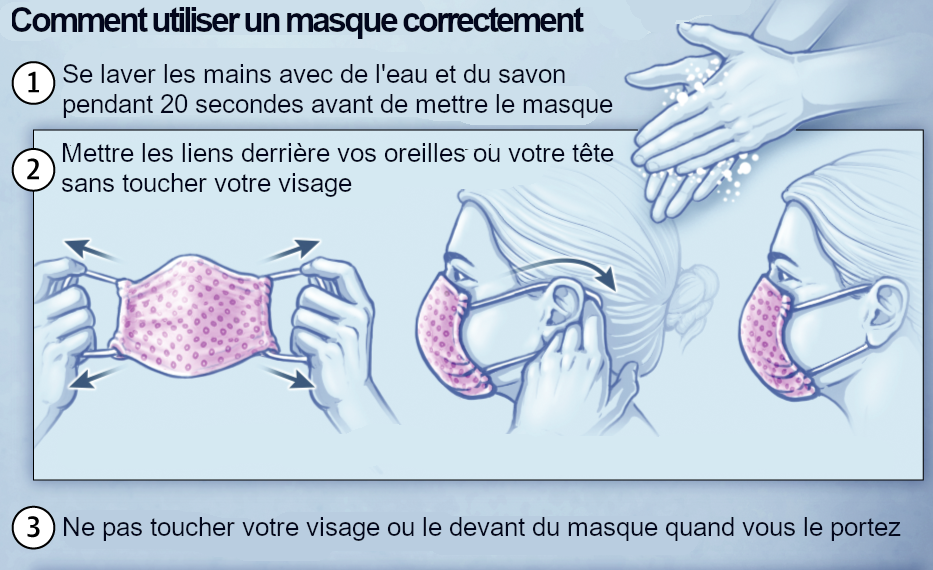 Comment utiliser un masque correctement
1 Se laver les mains avec de l'eau et du savon
pendant 20 secondes avant de mettre le masque
2 Mettre les liens derrière vos oreilles ou votre tête
sans toucher votre visage
3 Ne pas toucher votre visage ou le devant du masque quand vous le portez